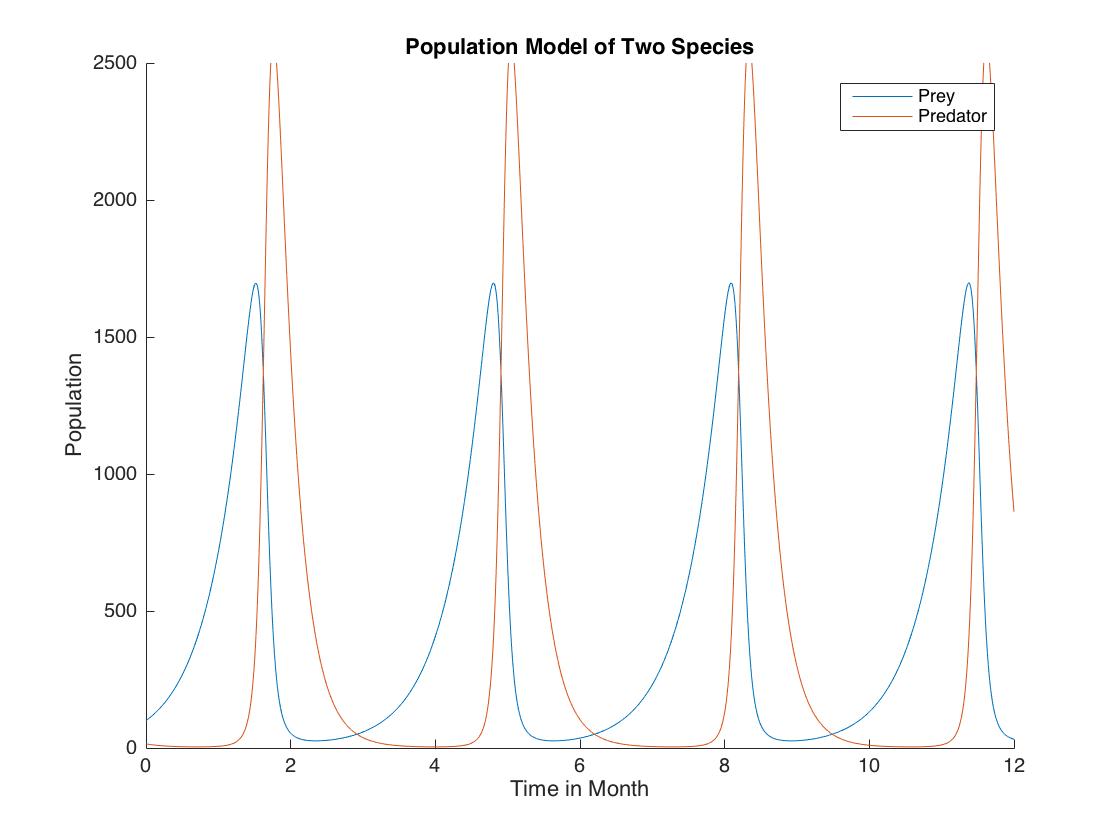 Population Model of Two Species
Prey
Predator
2500
2000
1500
1000
500
0
Population
0 2 4 6 8 10 12
Time in Month